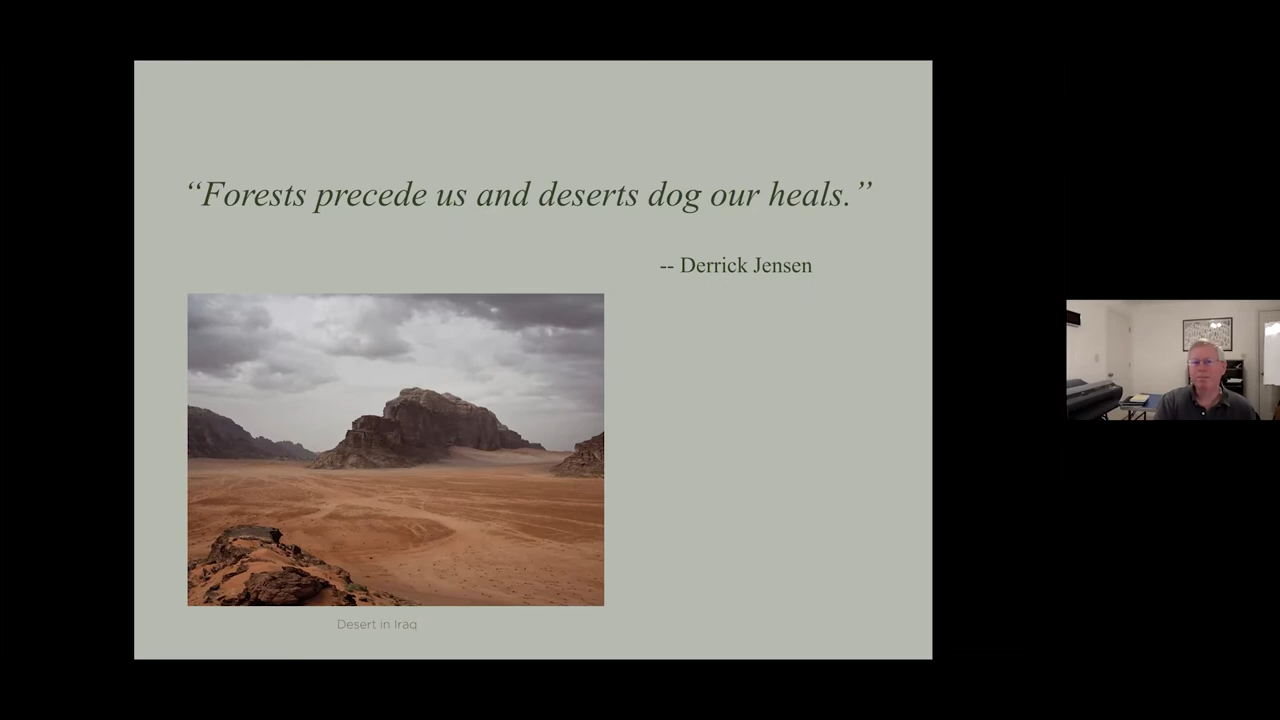 “Forests precede us and deserts dog our heals.”
-- Derrick Jensen
Desert in Iraq